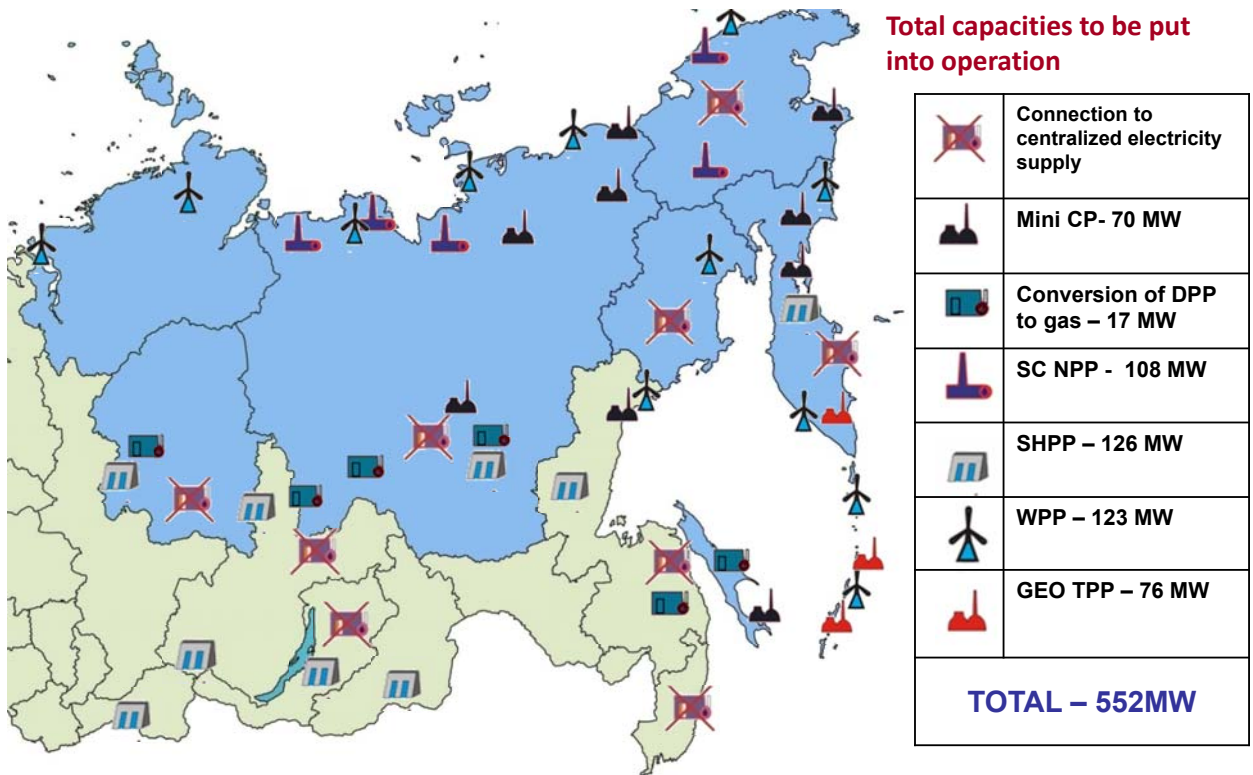 Total capacities to be put
into operation
Connection to
centralized electricity
supply
Mini CP- 70 MW
Conversion of DPP
to gas – 17 MW
SC NPP - 108 MW
SHPP – 126 MW
WPP – 123 MW
GEO TPP – 76 MW
TOTAL – 552MW